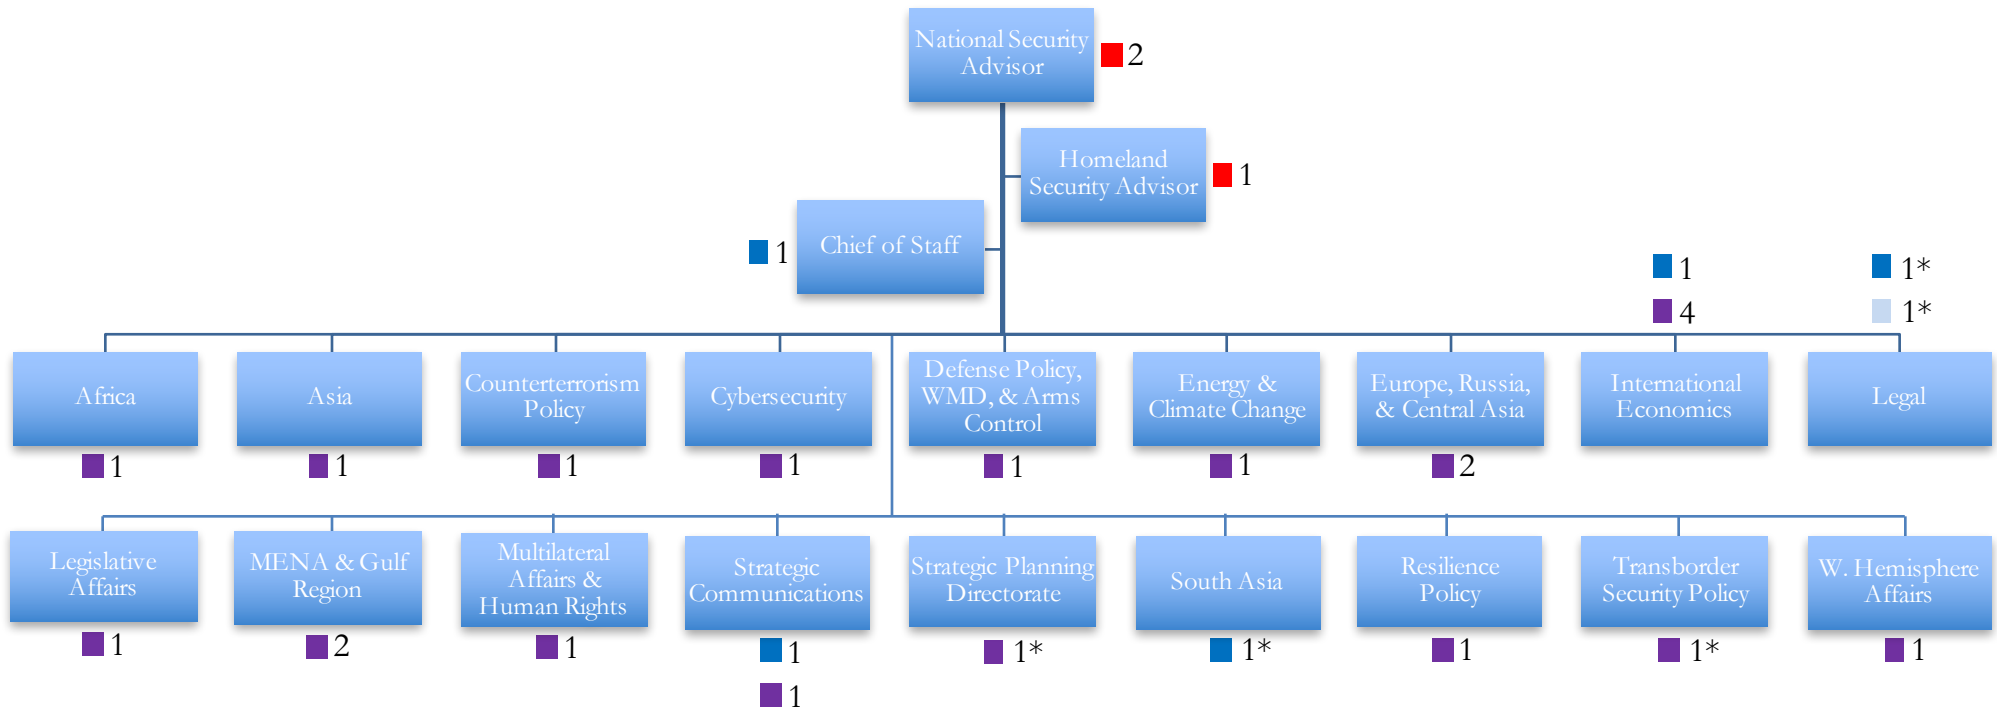 National Security
Advisor
2
Homeland
Security Advisor
1
Chief of Staff
1
1
4
1*
1*
Africa
1
Asia
1
Counterterrorism
Policy
1
Cybersecurity
1
Defense Policy,
WMD, & Arms
Control
1
Energy &
Climate Change
1
Europe, Russia,
& Central Asia
2
International
Economics
Legal
Legislative
Affairs
1
MENA & Gulf
Region
2
Multilateral
Affairs &
Human Rights
1
Strategic
Communications
1
1
Strategic Planning
Directorate
1*
South Asia
1*
Resilience
Policy
1
Transborder
Security Policy
1*
W. Hemisphere
Affairs
1